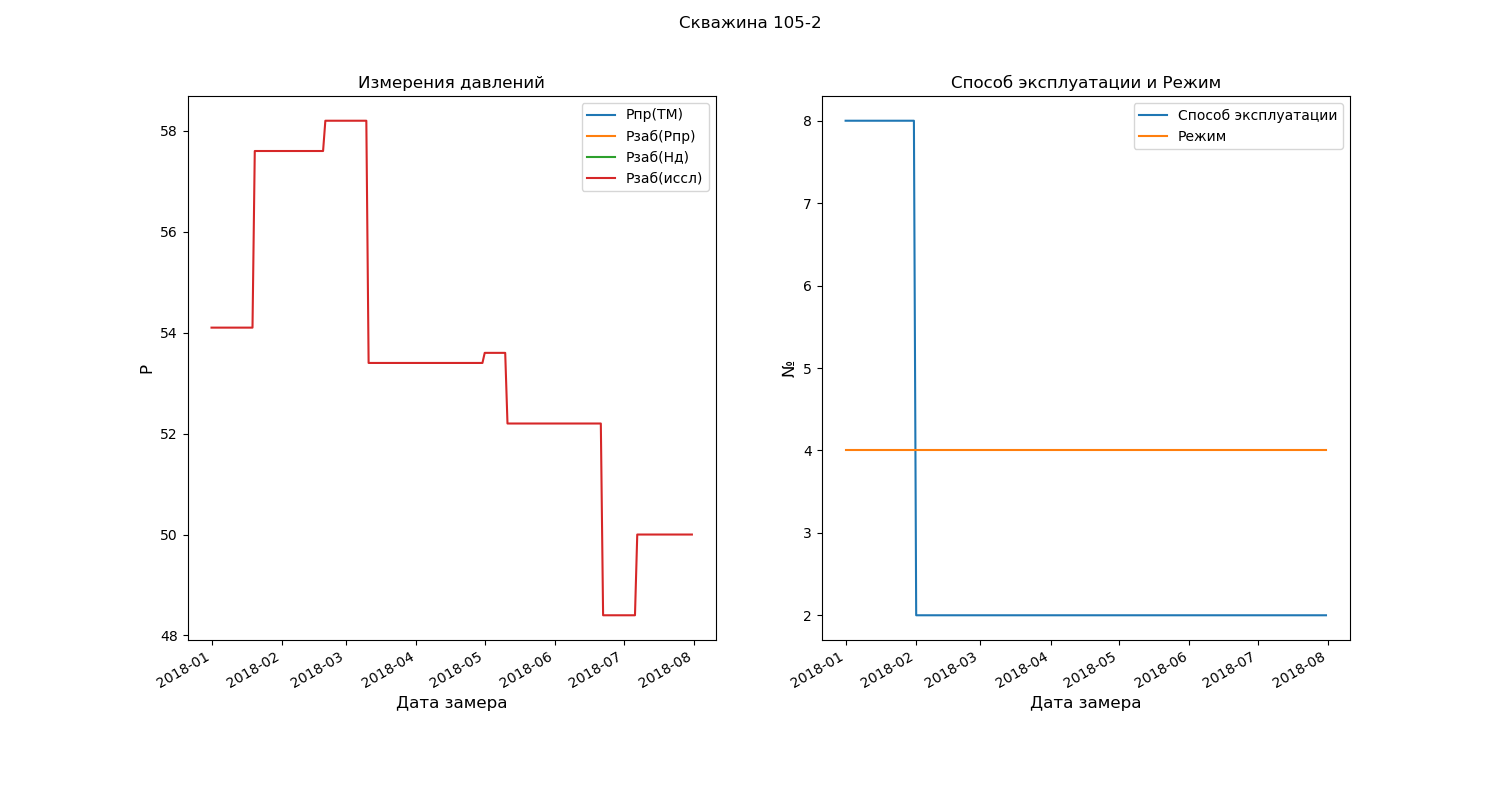 Скважина 105-2
Измерения давлений
Рпр(ТМ)
Рзаб(Рпр)
Рзаб(Нд)
Рзаб(иссл)
58
56
54
52
50
48
Р
2018-01
2018-02
2018-03
2018-04
2018-05
2018-06
2018-07
2018-08
Дата замера
Способ эксплуатации и Режим
Способ эксплуатации
Режим
8
7
6
5
4
3
2
№
2018-01
2018-02
2018-03
2018-04
2018-05
2018-06
2018-07
2018-08
Дата замера